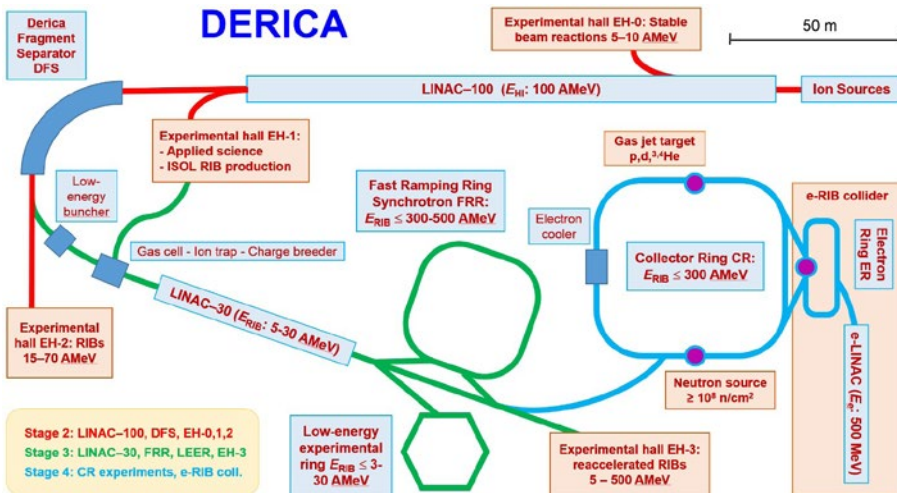 DERICA
Derica
Fragment
Separator
DFS
Experimental hall EH-0: Stable
beam reactions 5–10 AMeV
50 m
LINAC–100 (E_HI: 100 AMeV)
Ion Sources
Experimental hall EH-1:
- Applied science
- ISOL RIB production
Low-
energy
buncher
Gas cell - Ion trap - Charge breeder
Fast Ramping Ring
Synchrotron FRR:
E_RIB ≤ 300-500 AMeV
Gas jet target
p,d,³,⁴He
Electron
cooler
Collector Ring CR:
E_RIB ≤ 300 AMeV
e-RIB collider
Electron
Ring ER
LINAC–30 (E_RIB: 5-30 AMeV)
Experimental
hall EH-2: RIBs
15–70 AMeV
Neutron source
≥ 10⁸ n/cm²
e-LINAC (E_e: 500 MeV)
Stage 2: LINAC–100, DFS, EH-0,1,2
Stage 3: LINAC–30, FRR, LEER, EH-3
Stage 4: CR experiments, e-RIB coll.
Low-energy
experimental
ring E_RIB ≤ 3-
30 AMeV
Experimental hall EH-3:
reaccelerated RIBs
5 – 500 AMeV